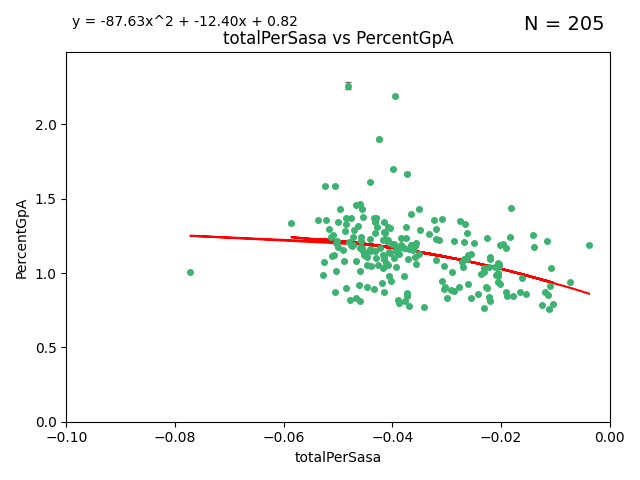 y = -87.63x^2 + -12.40x + 0.82
N = 205
totalPerSasa vs PercentGpA
PercentGpA
2.0
1.5
1.0
0.5
0.0
−0.10
−0.08
−0.06
−0.04
−0.02
0.00
totalPerSasa